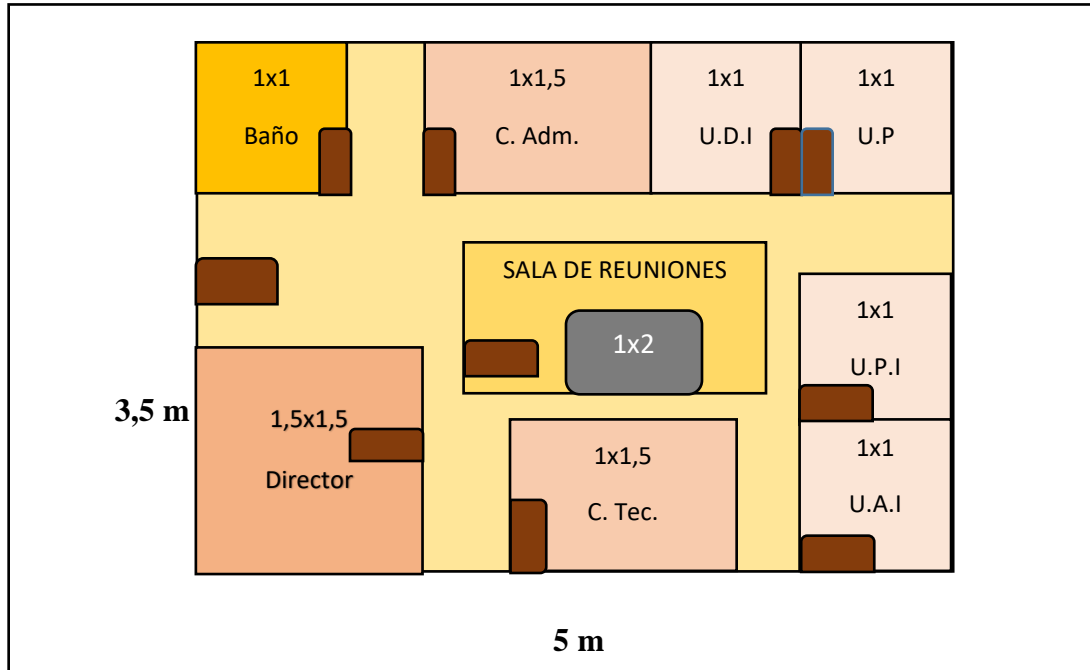 1x1
Baño
1x1,5
C. Adm.
1x1
U.D.I
1x1
U.P
SALA DE REUNIONES
1x2
1x1
U.P.I
3,5 m
1,5x1,5
Director
1x1,5
C. Tec.
1x1
U.A.I
5 m